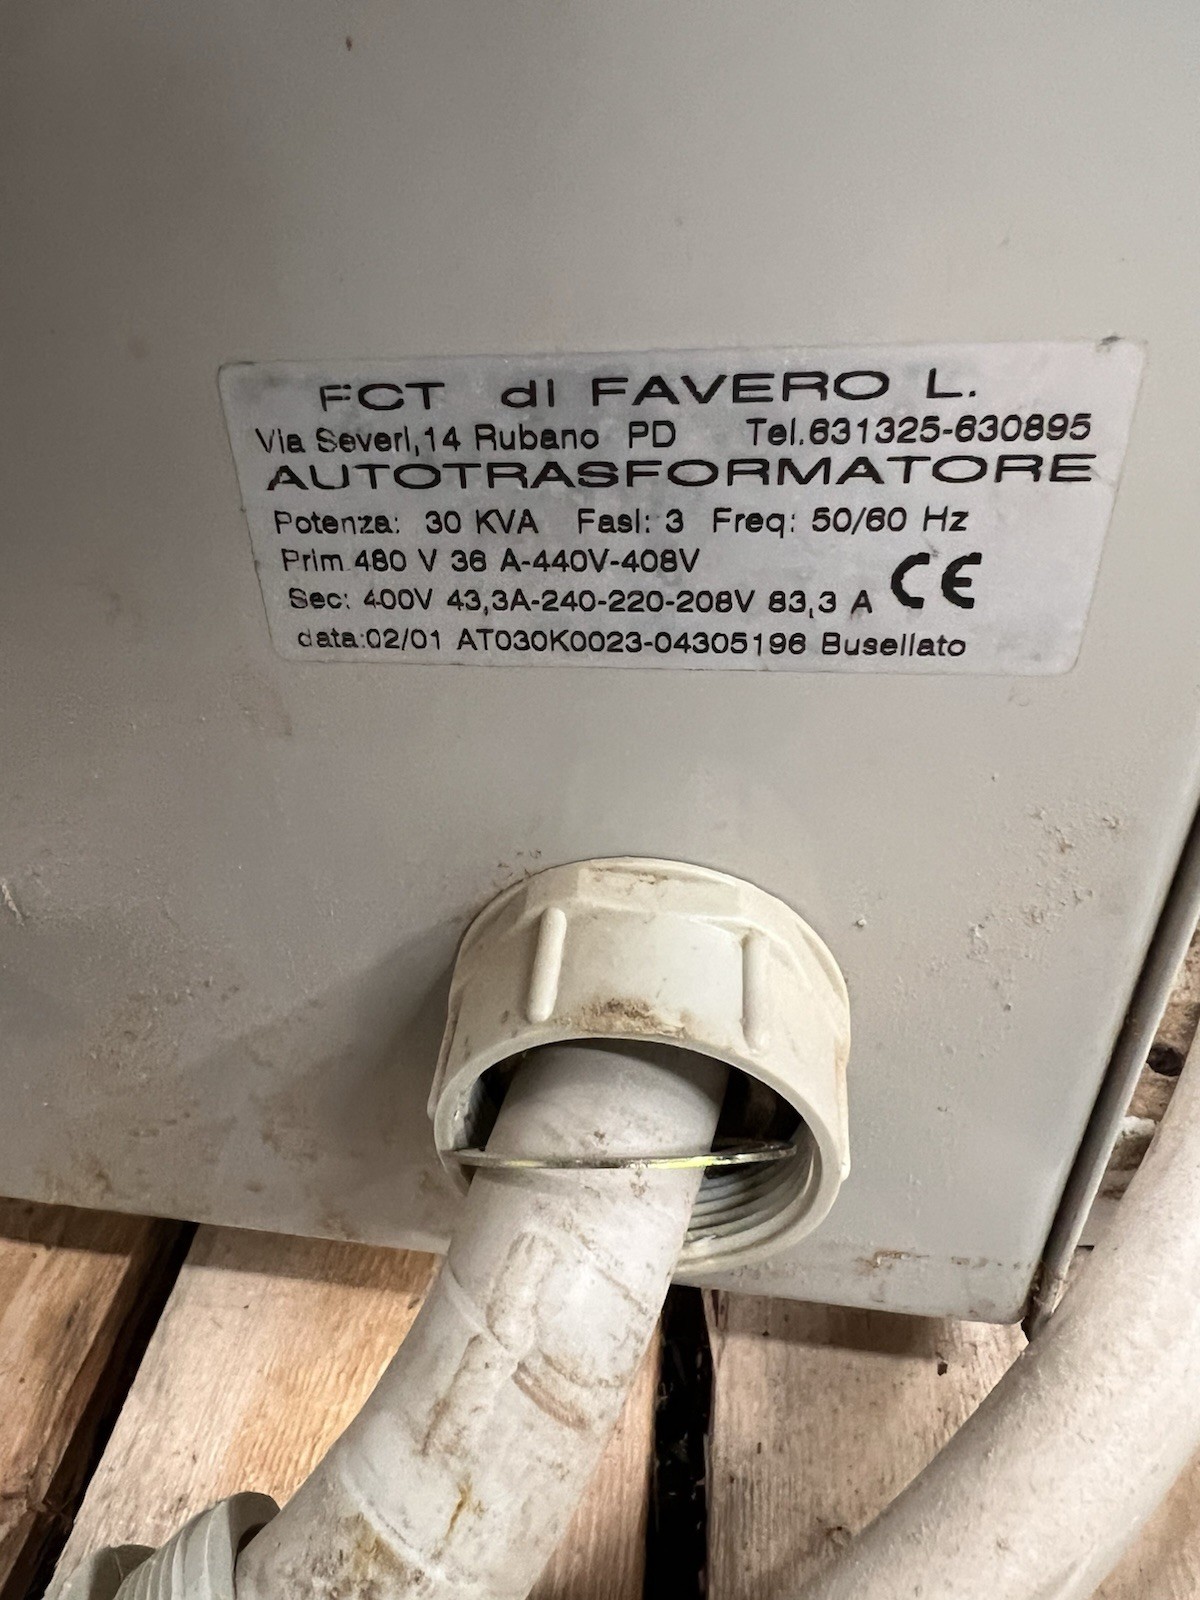 FCT di FAVERO L.
Via Severi,14 Rubano PD Tel.631325-630895
AUTOTRASFORMATORE
Potenza: 30 KVA Fasi: 3 Freq: 50/60 Hz
Prim 480 V 36 A-440V-408V
Sec: 400V 43,3A-240-220-208V 83,3 A CE
data:02/01 AT030K0023-04305196 Busellato